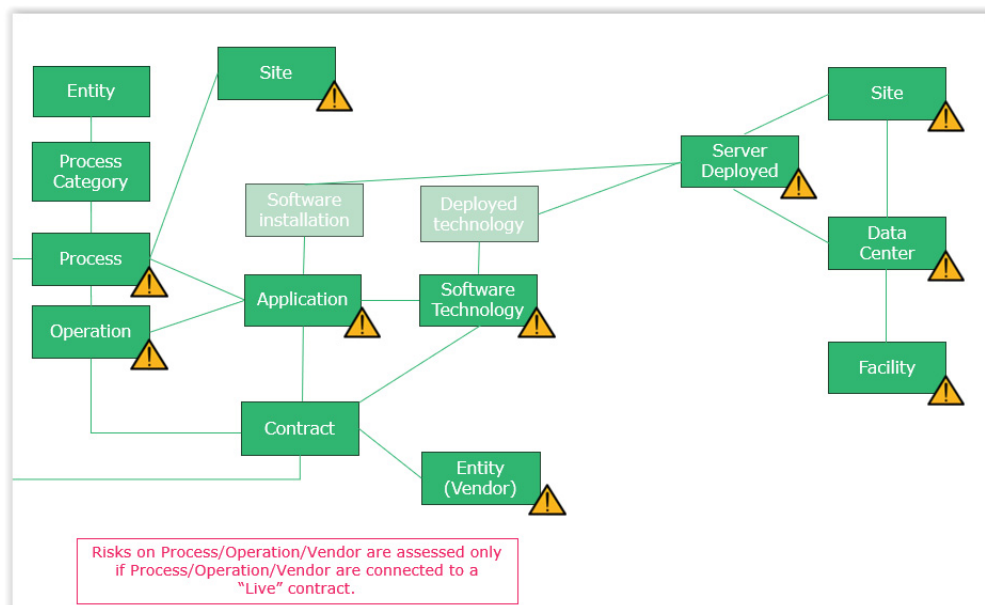 Entity
Process
Category
Process
Operation
Site
Software
installation
Deployed
technology
Application
Software
Technology
Contract
Entity
(Vendor)
Server
Deployed
Site
Data
Center
Facility
Risks on Process/Operation/Vendor are assessed only
if Process/Operation/Vendor are connected to a
“Live” contract.